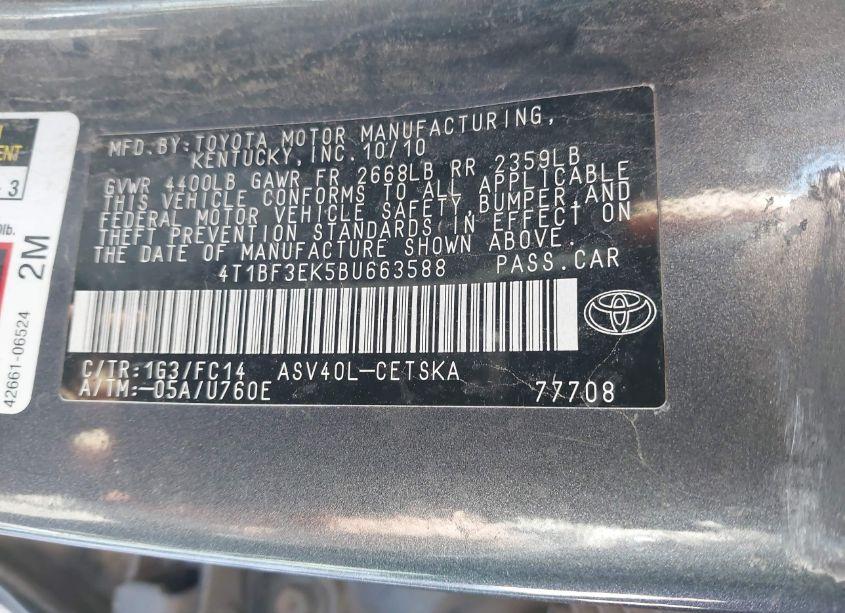 MFD. BY: TOYOTA MOTOR MANUFACTURING,
KENTUCKY, INC. 10/10
GVWR 4400LB GAWR FR 2668LB RR 2359LB
THIS VEHICLE CONFORMS TO ALL APPLICABLE
FEDERAL MOTOR VEHICLE SAFETY, BUMPER, AND
THEFT PREVENTION STANDARDS IN EFFECT ON
THE DATE OF MANUFACTURE SHOWN ABOVE.
4T1BF3EK5BU663588 PASS.CAR
C/TR:1G3/FC14 ASV40L-CETSKA
A/TM:-05A/U760E 77708
3
lb.
2M
42661-06524